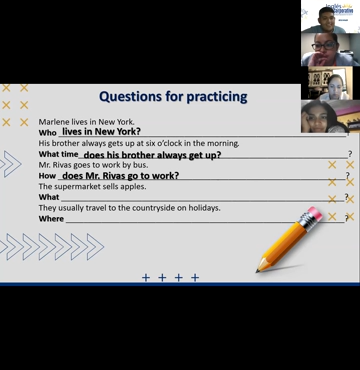 Inglés
Corporativo
Questions for practicing
Marlene lives in New York.
Who lives in New York? ?
His brother always gets up at six o'clock in the morning.
What time does his brother always get up? ?
Mr. Rivas goes to work by bus.
How does Mr. Rivas go to work? ?
The supermarket sells apples.
What ?
They usually travel to the countryside on holidays.
Where ?